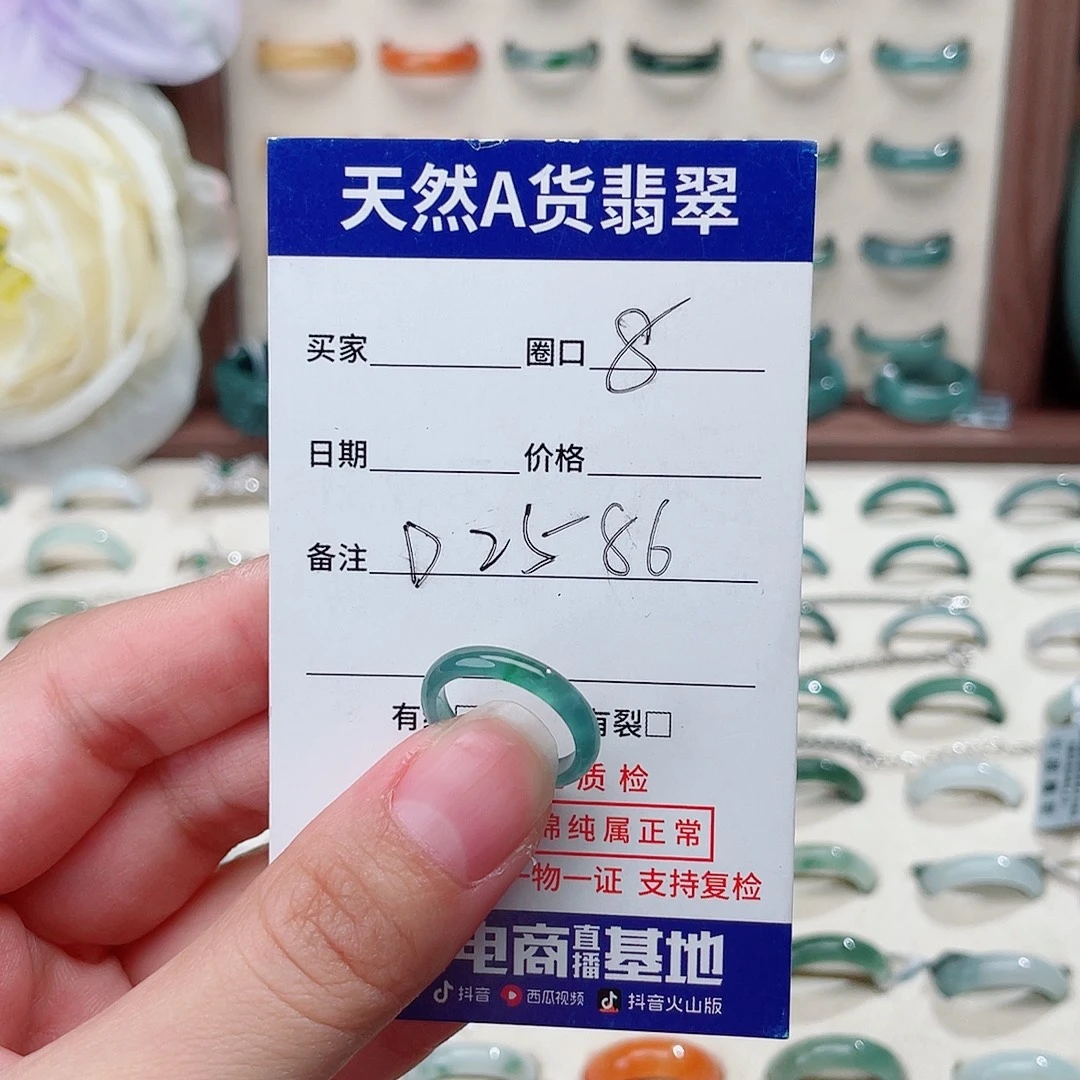 天然A货翡翠
买家 圈口 8
日期 价格
备注 D2586
有 有裂□
质检
棉纯属正常
一物一证 支持复检
电商直播基地
抖音 西瓜视频 抖音火山版